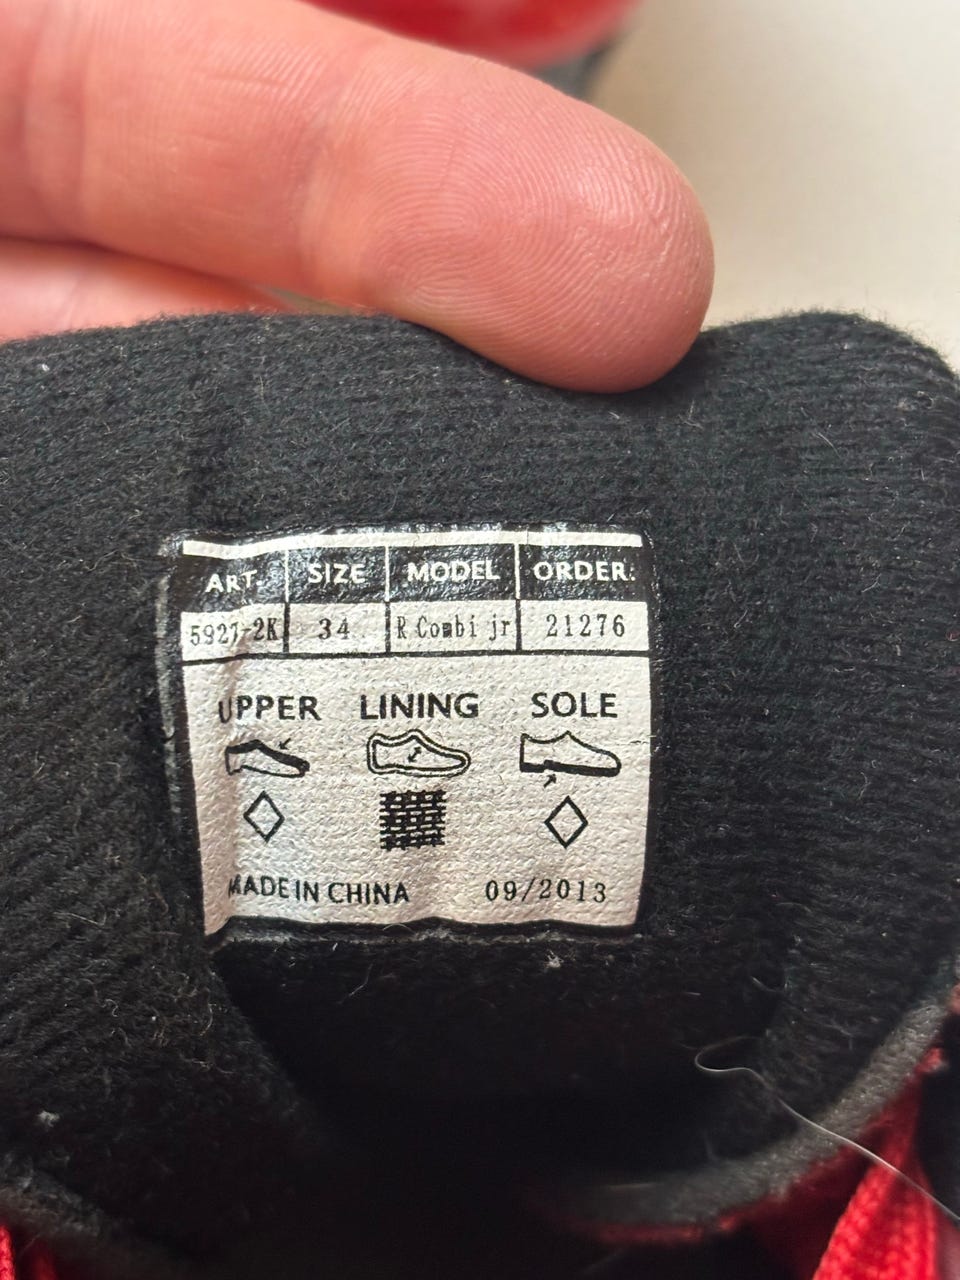 ART. SIZE MODEL ORDER.
5927-2K 34 R Combi jr 21276
UPPER LINING SOLE
MADE IN CHINA 09/2013